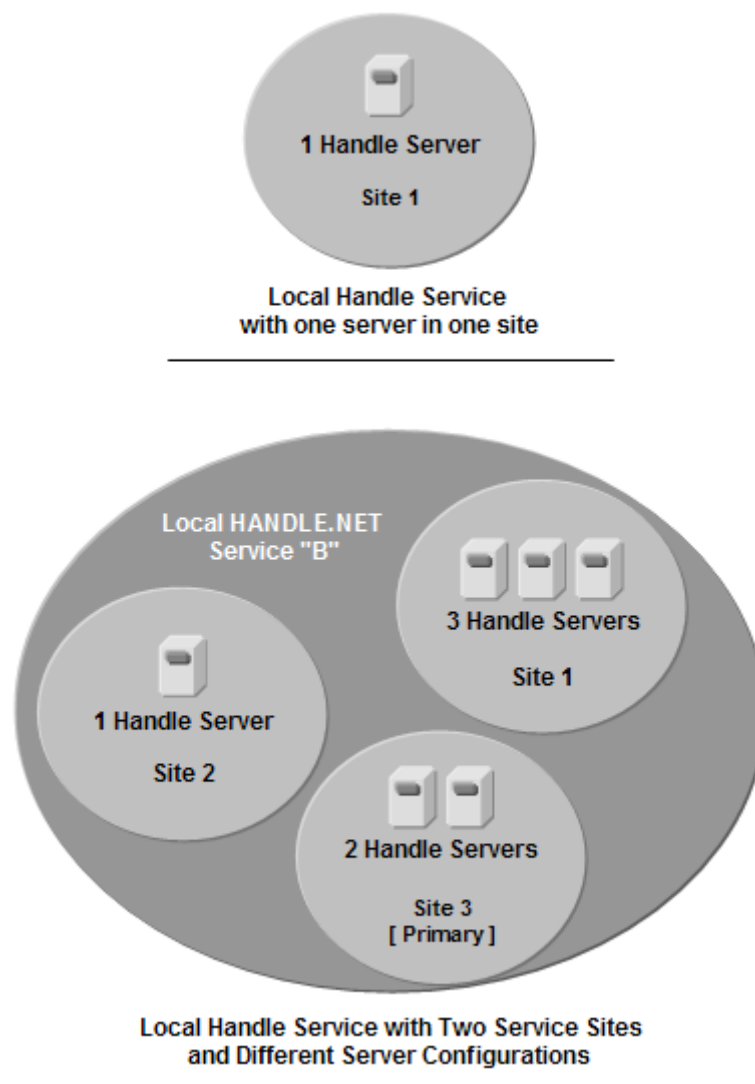 1 Handle Server
Site 1
Local Handle Service
with one server in one site
Local HANDLE.NET
Service "B"
3 Handle Servers
Site 1
1 Handle Server
Site 2
2 Handle Servers
Site 3
[ Primary ]
Local Handle Service with Two Service Sites
and Different Server Configurations